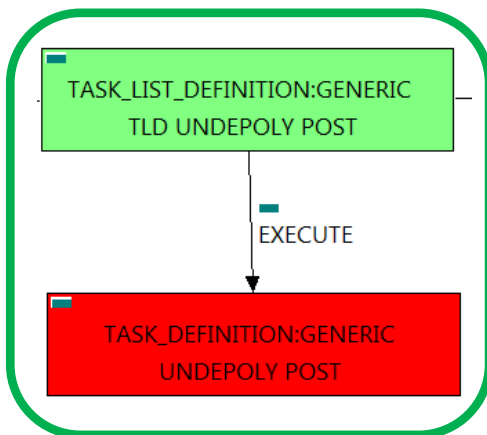 TASK_LIST_DEFINITION:GENERIC
TLD UNDEPOLY POST
EXECUTE
TASK_DEFINITION:GENERIC
UNDEPOLY POST